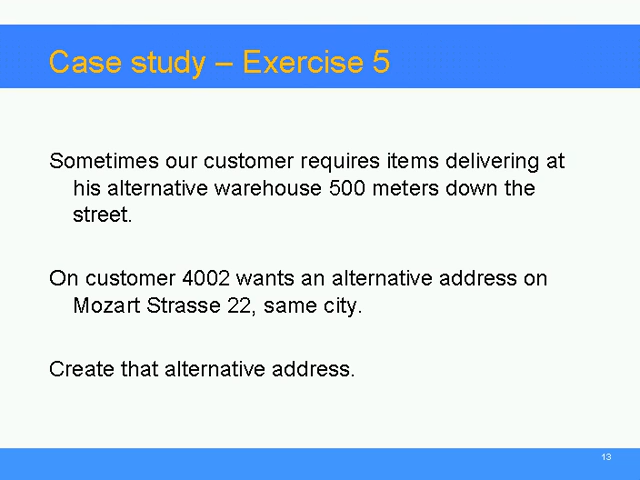 Case study – Exercise 5
Sometimes our customer requires items delivering at
his alternative warehouse 500 meters down the
street.
On customer 4002 wants an alternative address on
Mozart Strasse 22, same city.
Create that alternative address.
13